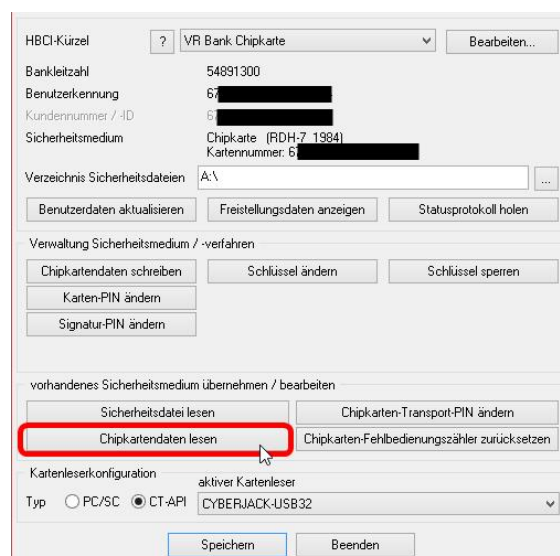 HBCI-Kürzel ? VR Bank Chipkarte Bearbeiten...
Bankleitzahl 54891300
Benutzerkennung 67
Kundennummer / -ID 6
Sicherheitsmedium Chipkarte (RDH-7 1984)
Kartennummer: 6
Verzeichnis Sicherheitsdateien A:\ ...
Benutzerdaten aktualisieren Freistellungsdaten anzeigen Statusprotokoll holen
Verwaltung Sicherheitsmedium / -verfahren
Chipkartendaten schreiben Schlüssel ändern Schlüssel sperren
Karten-PIN ändern
Signatur-PIN ändern
vorhandenes Sicherheitsmedium übernehmen / bearbeiten
Sicherheitsdatei lesen Chipkarten-Transport-PIN ändern
Chipkartendaten lesen Chipkarten-Fehlbedienungszähler zurücksetzen
Kartenleserkonfiguration
aktiver Kartenleser
Typ PC/SC CT-API CYBERJACK-USB32
Speichern Beenden